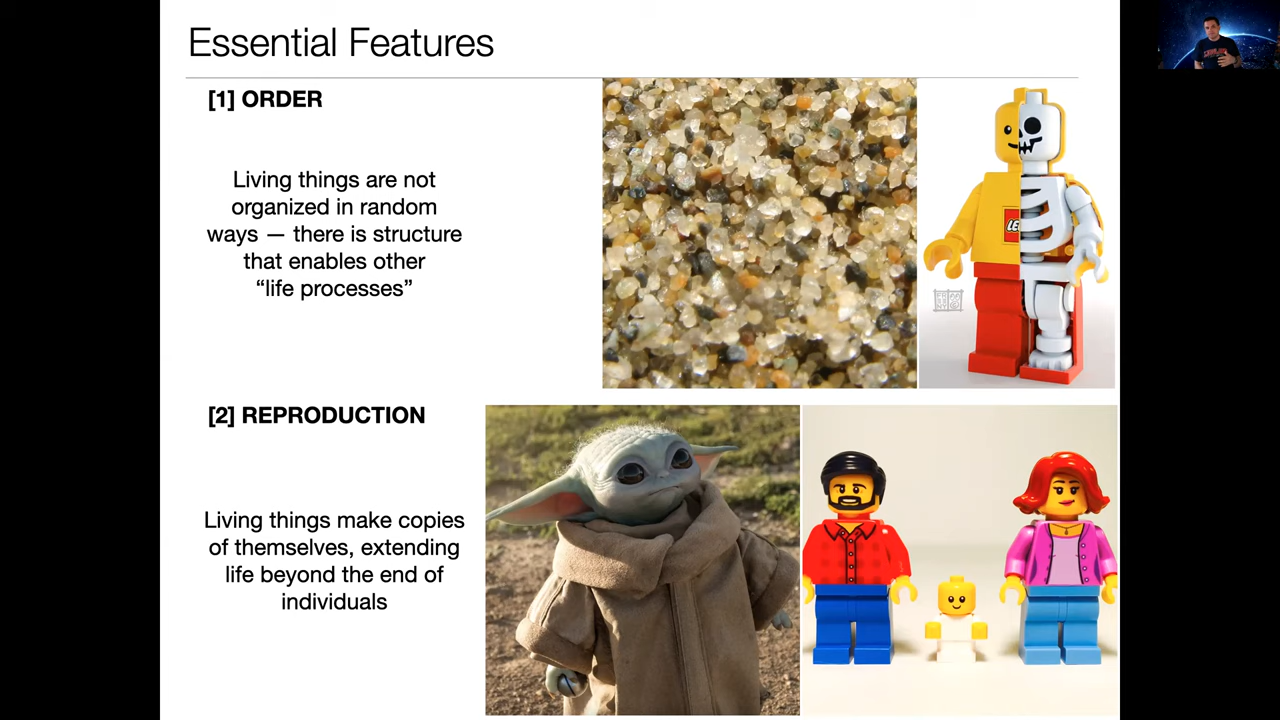 Essential Features
[1] ORDER
Living things are not
organized in random
ways — there is structure
that enables other
“life processes”
LE
[2] REPRODUCTION
Living things make copies
of themselves, extending
life beyond the end of
individuals